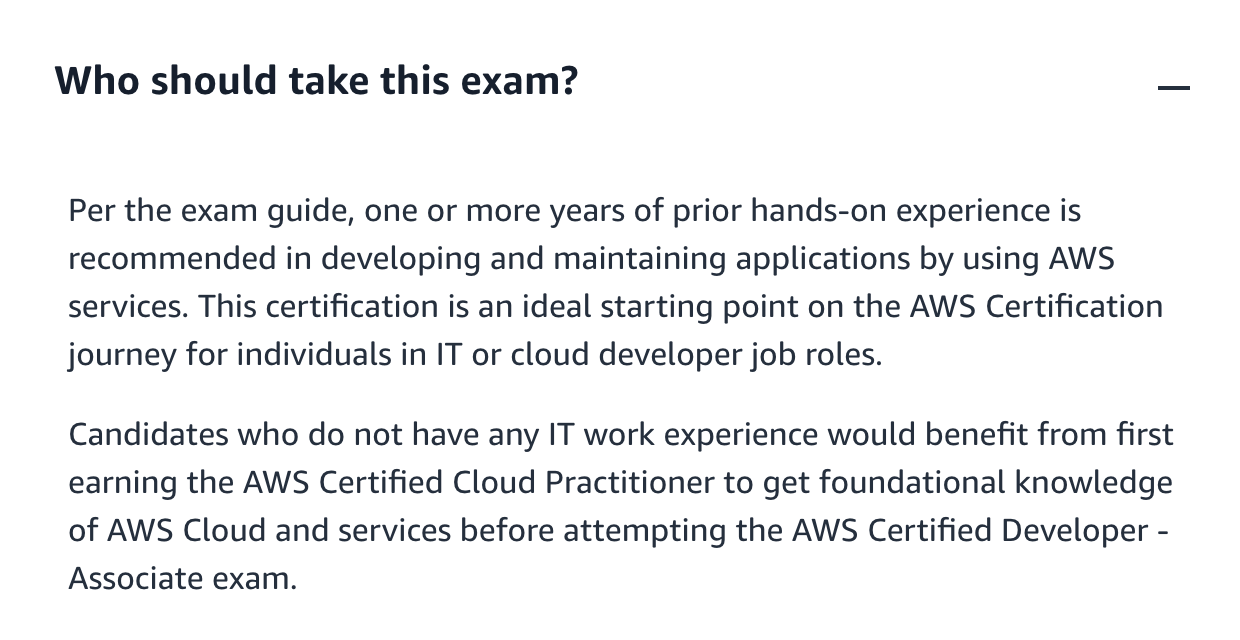 Who should take this exam?
Per the exam guide, one or more years of prior hands-on experience is
recommended in developing and maintaining applications by using AWS
services. This certification is an ideal starting point on the AWS Certification
journey for individuals in IT or cloud developer job roles.
Candidates who do not have any IT work experience would benefit from first
earning the AWS Certified Cloud Practitioner to get foundational knowledge
of AWS Cloud and services before attempting the AWS Certified Developer -
Associate exam.